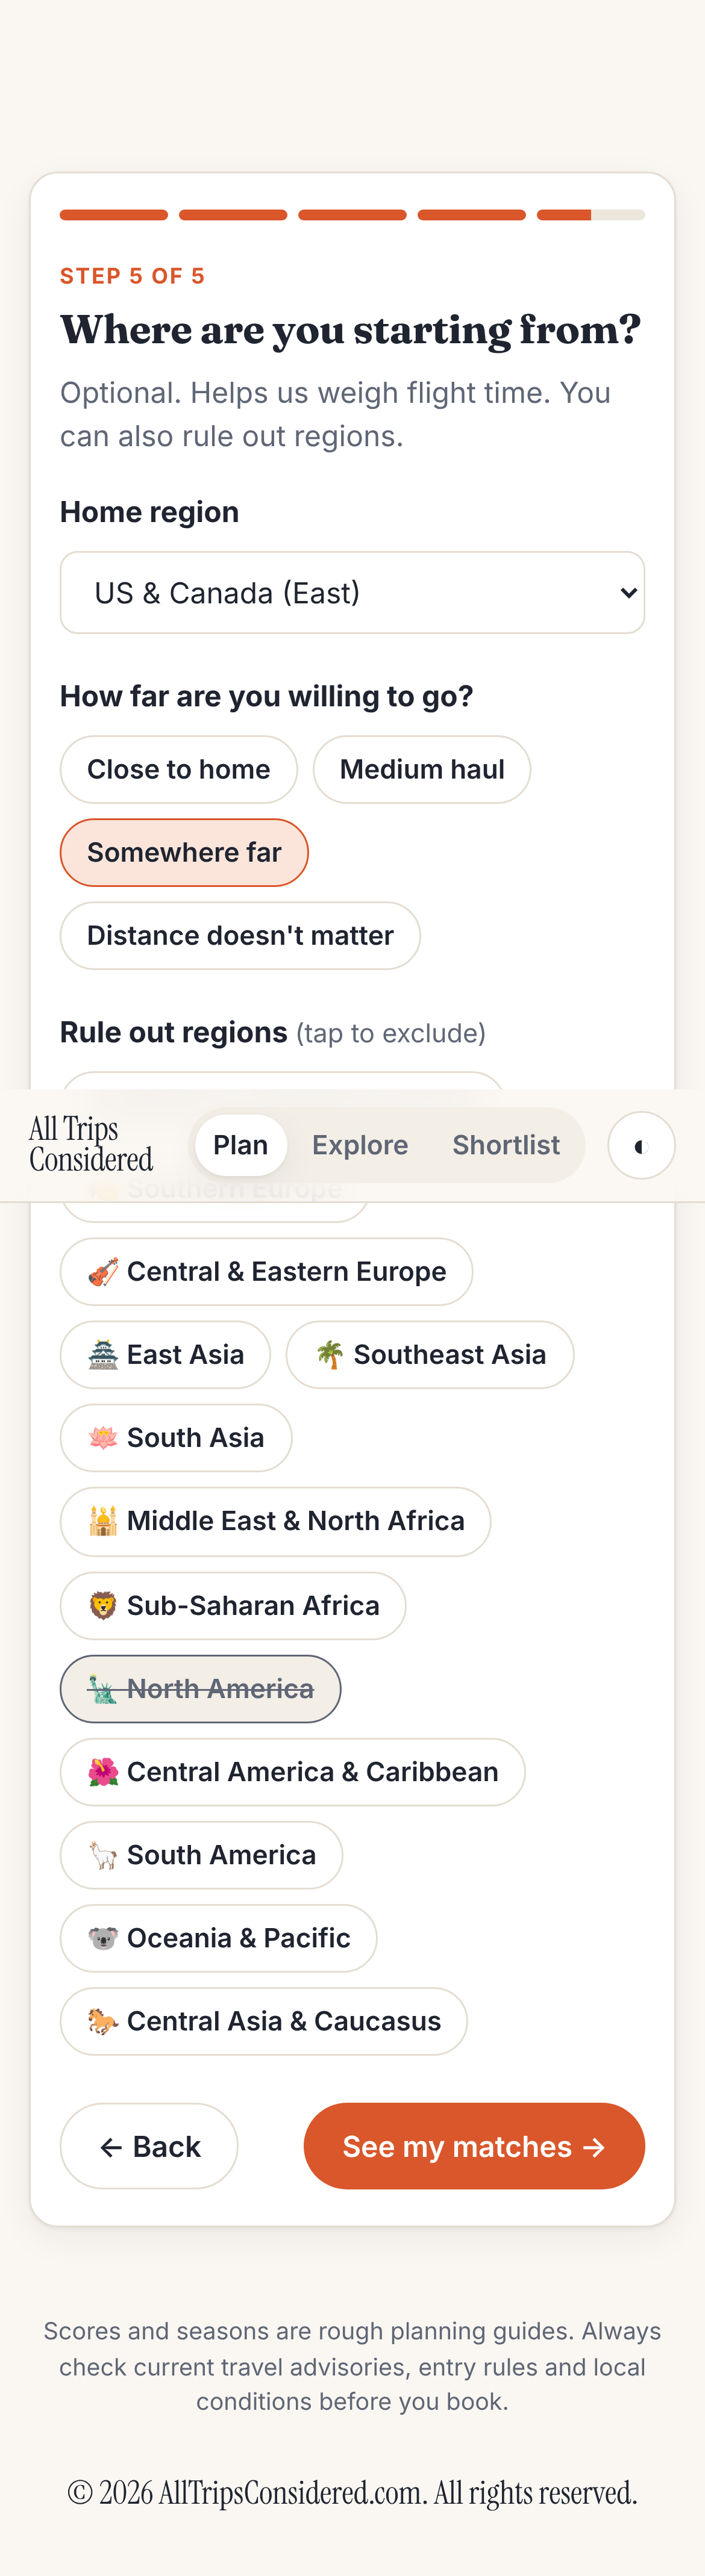 STEP 5 OF 5
Where are you starting from?
Optional. Helps us weigh flight time. You
can also rule out regions.
Home region
US & Canada (East)
How far are you willing to go?
Close to home
Medium haul
Somewhere far
Distance doesn't matter
Rule out regions (tap to exclude)
All Trips
Considered
Plan
Explore
Shortlist
Southern Europe
🎻 Central & Eastern Europe
🏯 East Asia
🌴 Southeast Asia
🪷 South Asia
🕌 Middle East & North Africa
🦁 Sub-Saharan Africa
🗽 North America
🌺 Central America & Caribbean
🦙 South America
🐨 Oceania & Pacific
🐎 Central Asia & Caucasus
← Back
See my matches →
Scores and seasons are rough planning guides. Always
check current travel advisories, entry rules and local
conditions before you book.
© 2026 AllTripsConsidered.com. All rights reserved.